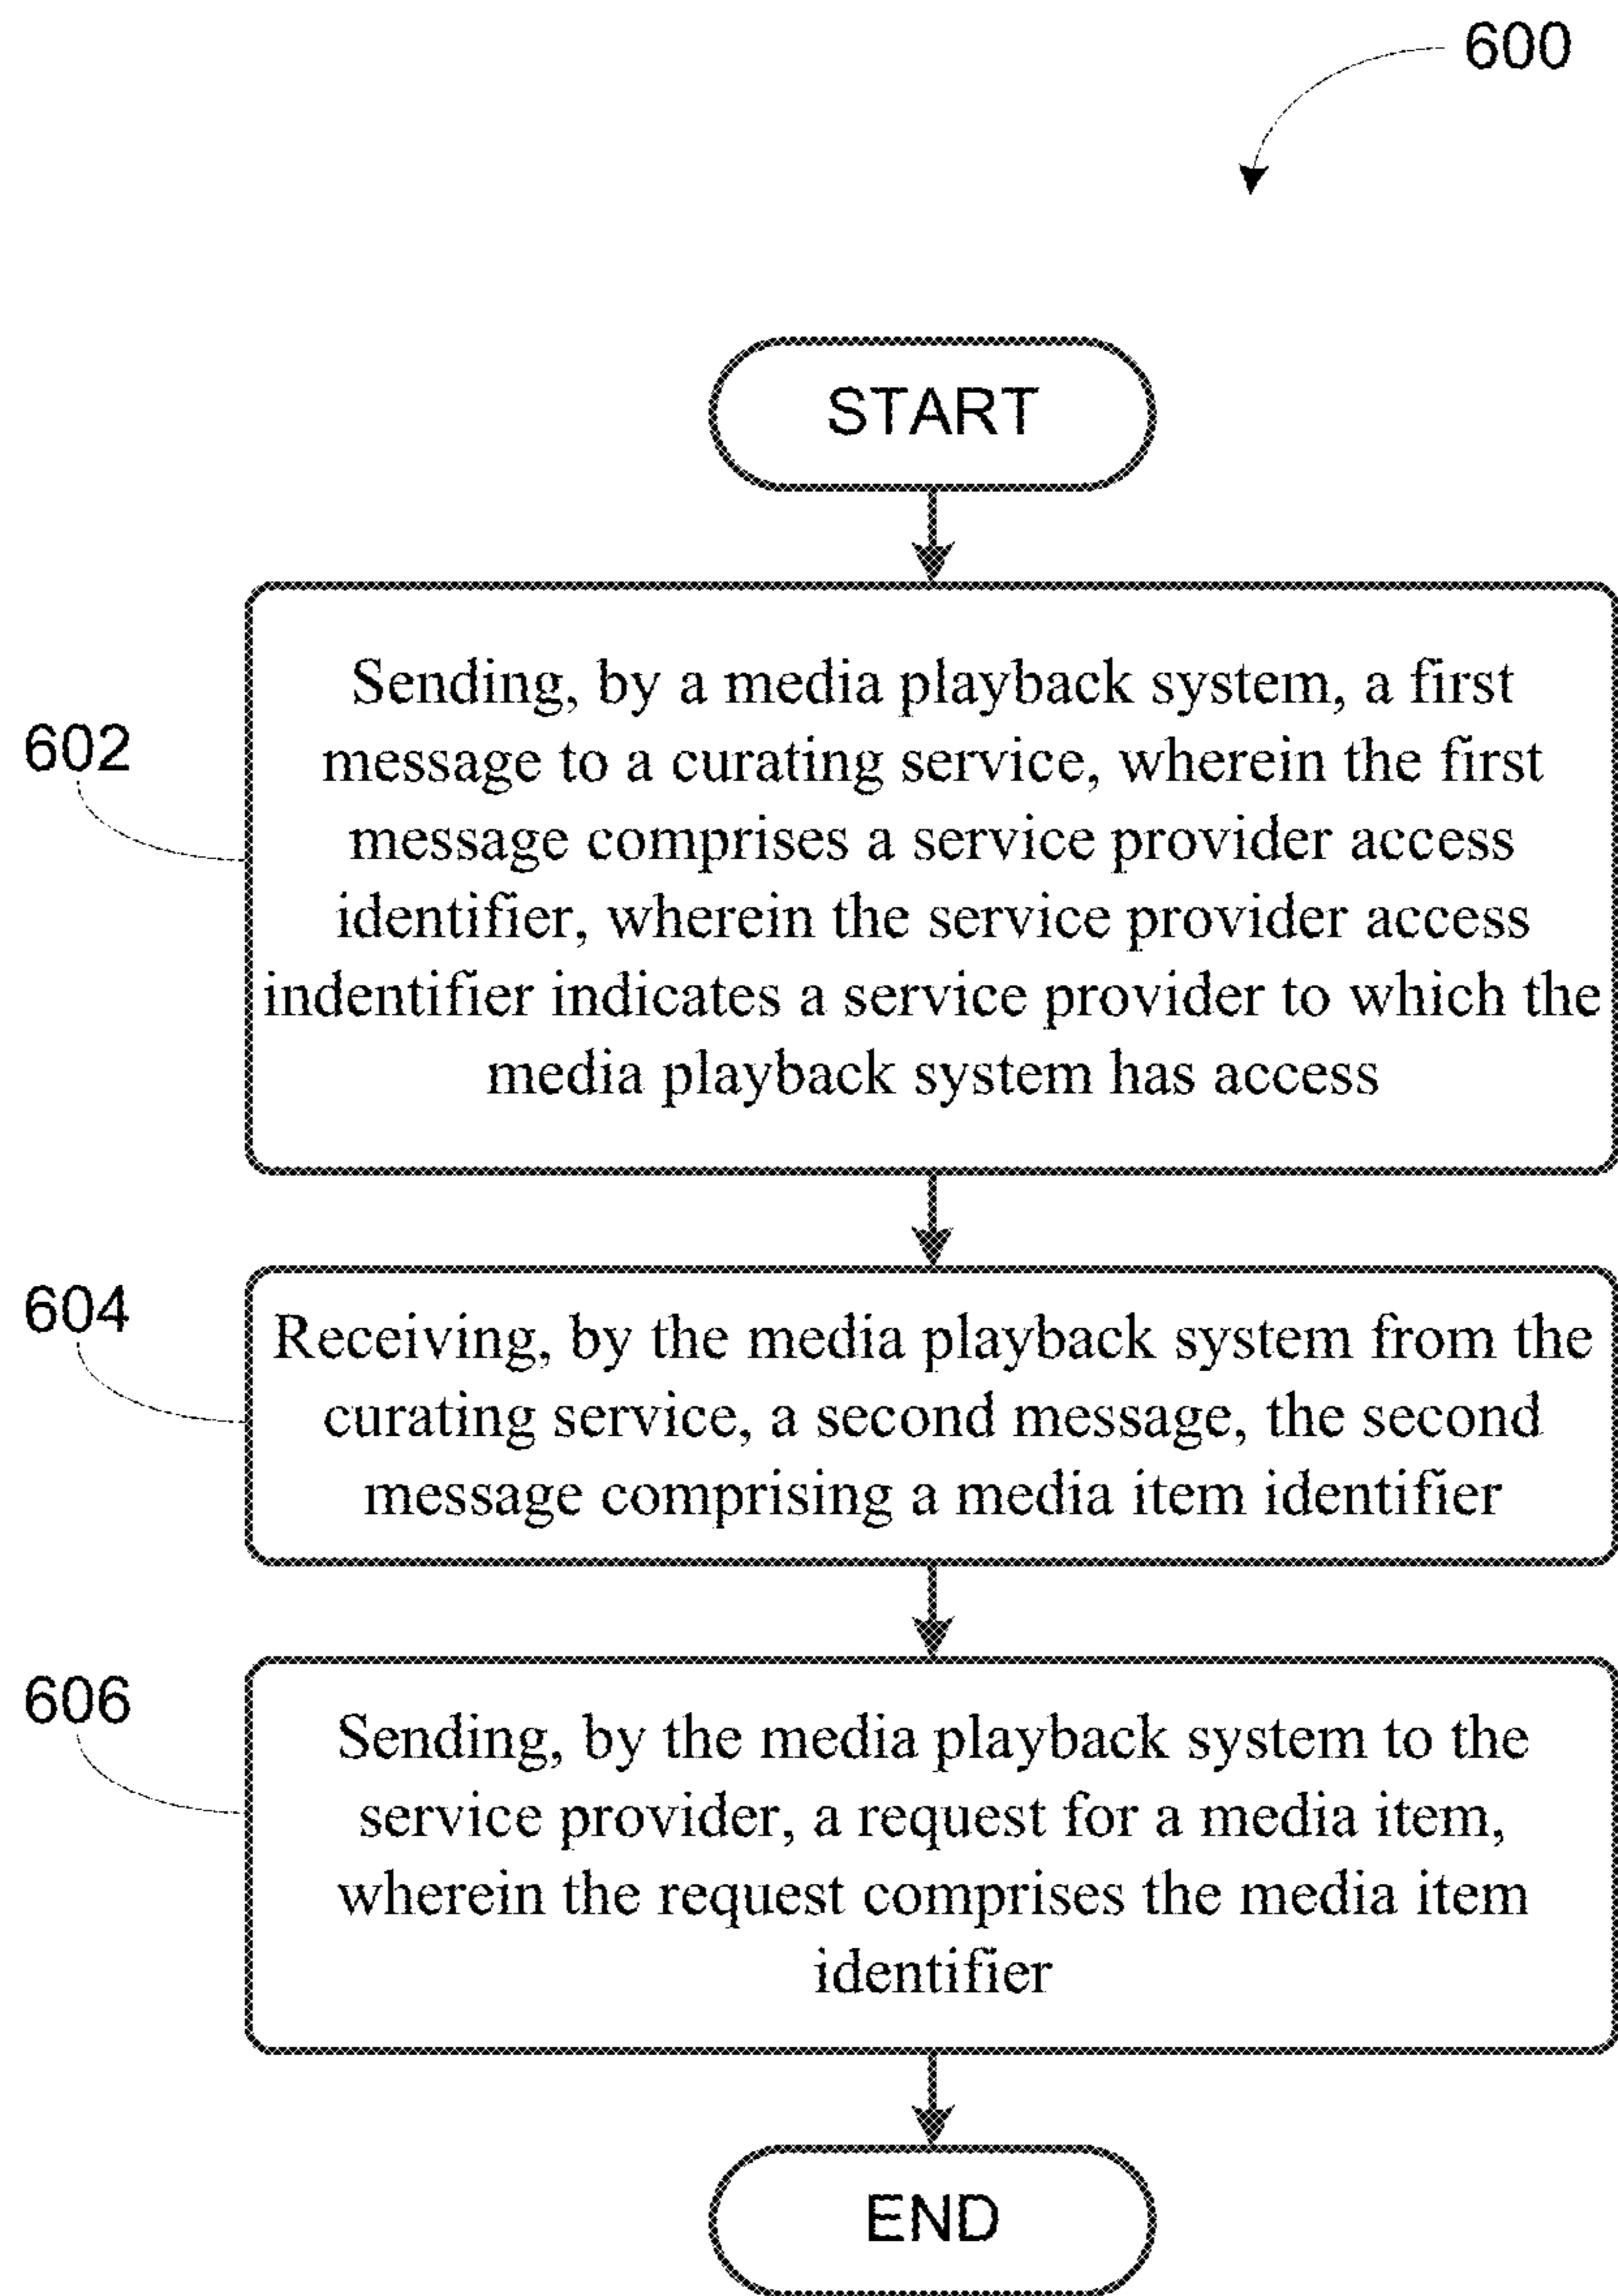 600
START
602
Sending, by a media playback system, a first
message to a curating service, wherein the first
message comprises a service provider access
identifier, wherein the service provider access
indentifier indicates a service provider to which the
media playback system has access
604
Receiving, by the media playback system from the
curating service, a second message, the second
message comprising a media item identifier
606
Sending, by the media playback system to the
service provider, a request for a media item,
wherein the request comprises the media item
identifier
END